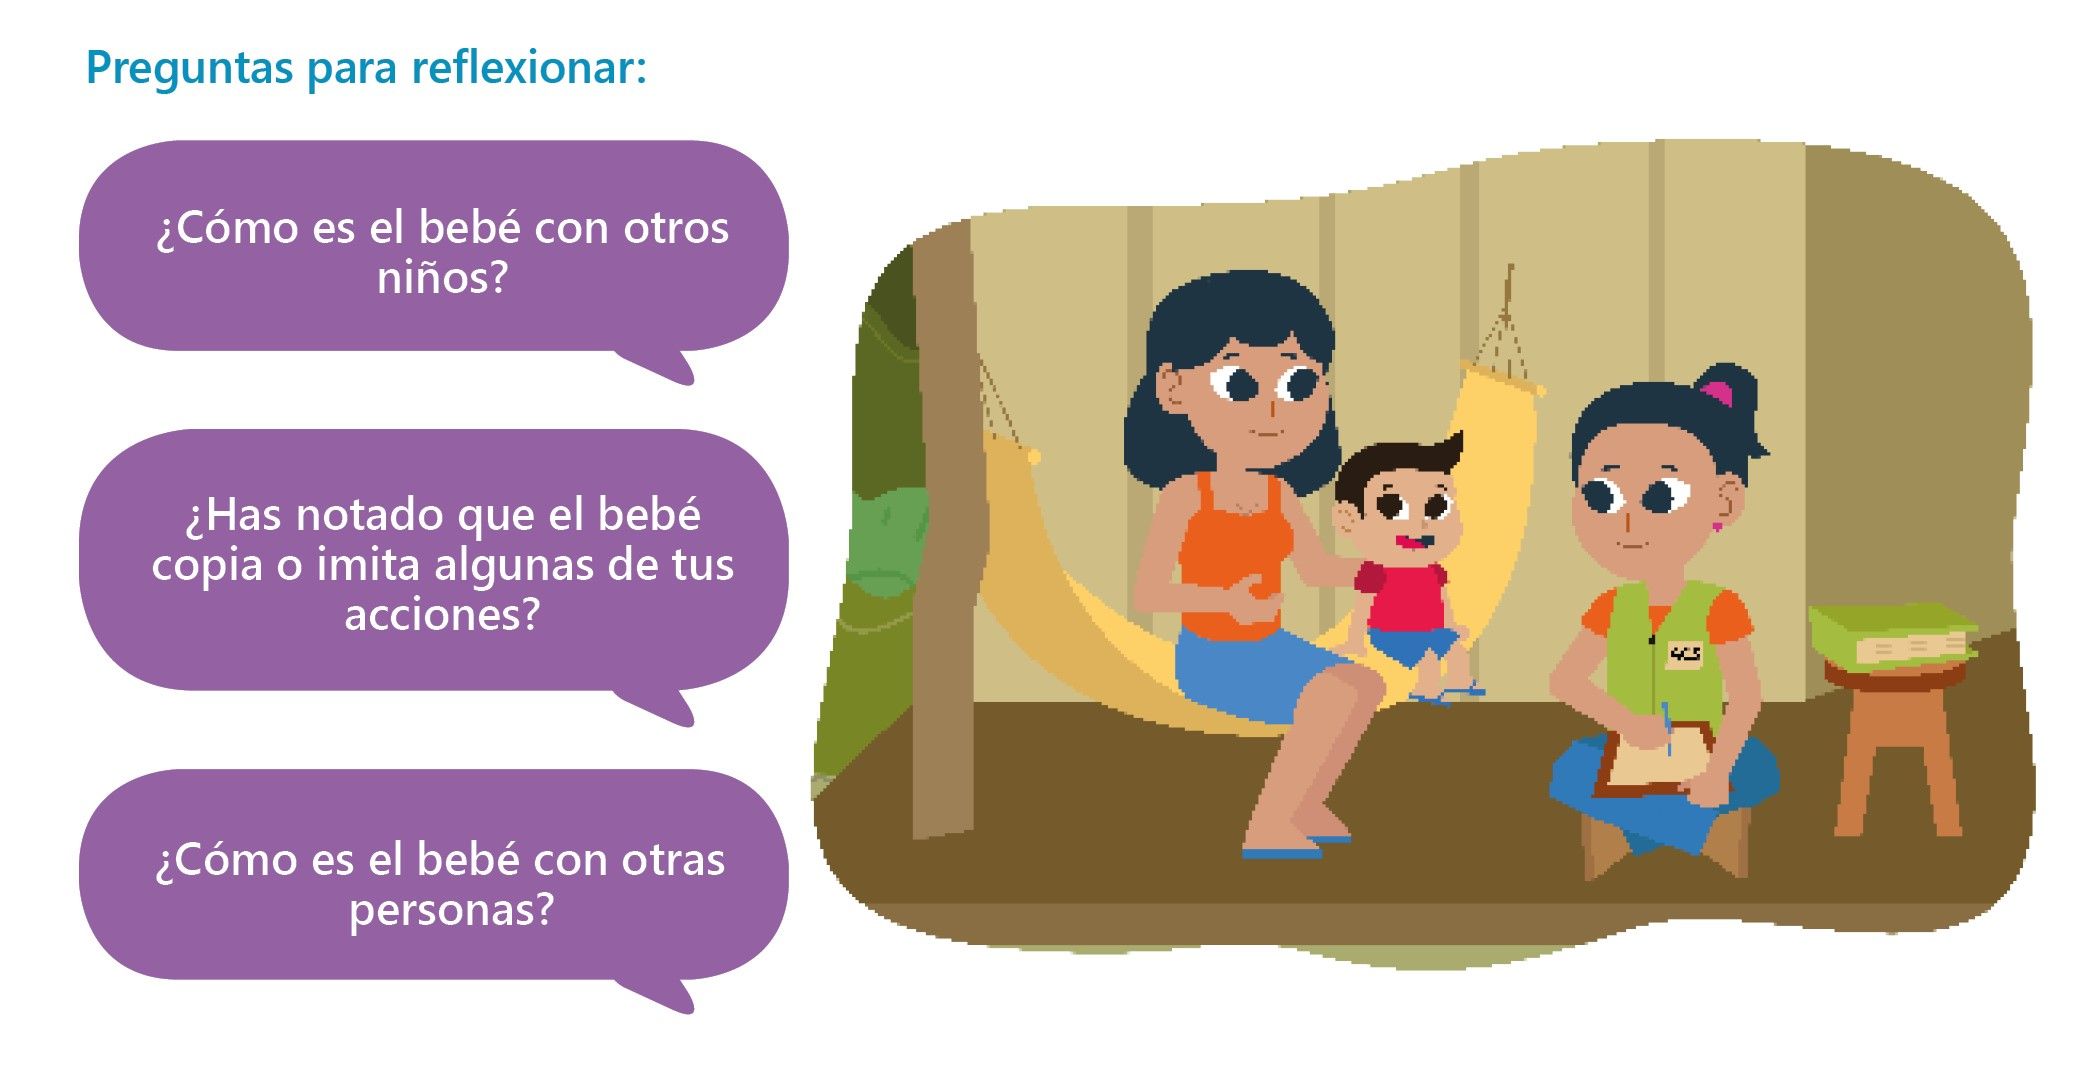 Preguntas para reflexionar:
¿Cómo es el bebé con otros
niños?
¿Has notado que el bebé
copia o imita algunas de tus
acciones?
¿Cómo es el bebé con otras
personas?